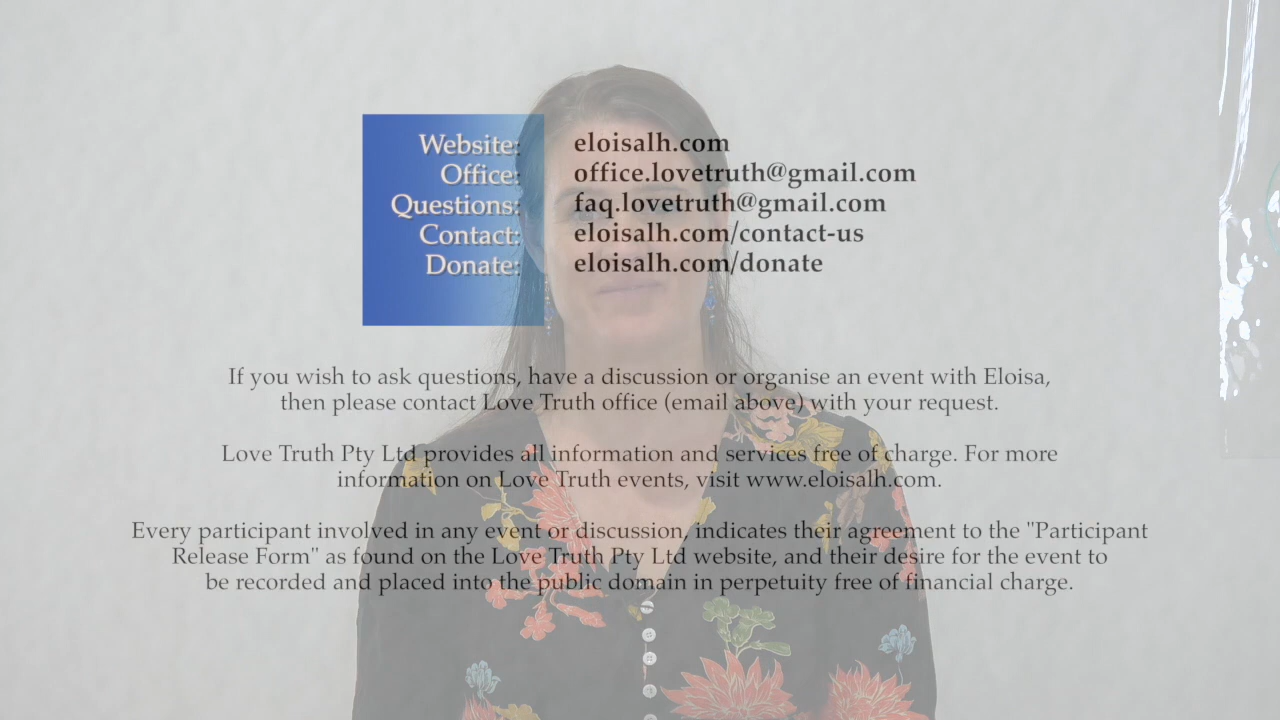 Website: eloisalh.com
Office: office.lovetruth@gmail.com
Questions: faq.lovetruth@gmail.com
Contact: eloisalh.com/contact-us
Donate: eloisalh.com/donate
If you wish to ask questions, have a discussion or organise an event with Eloisa,
then please contact Love Truth office (email above) with your request.
Love Truth Pty Ltd provides all information and services free of charge. For more
information on Love Truth events, visit www.eloisalh.com.
Every participant involved in any event or discussion, indicates their agreement to the "Participant
Release Form" as found on the Love Truth Pty Ltd website, and their desire for the event to
be recorded and placed into the public domain in perpetuity free of financial charge.